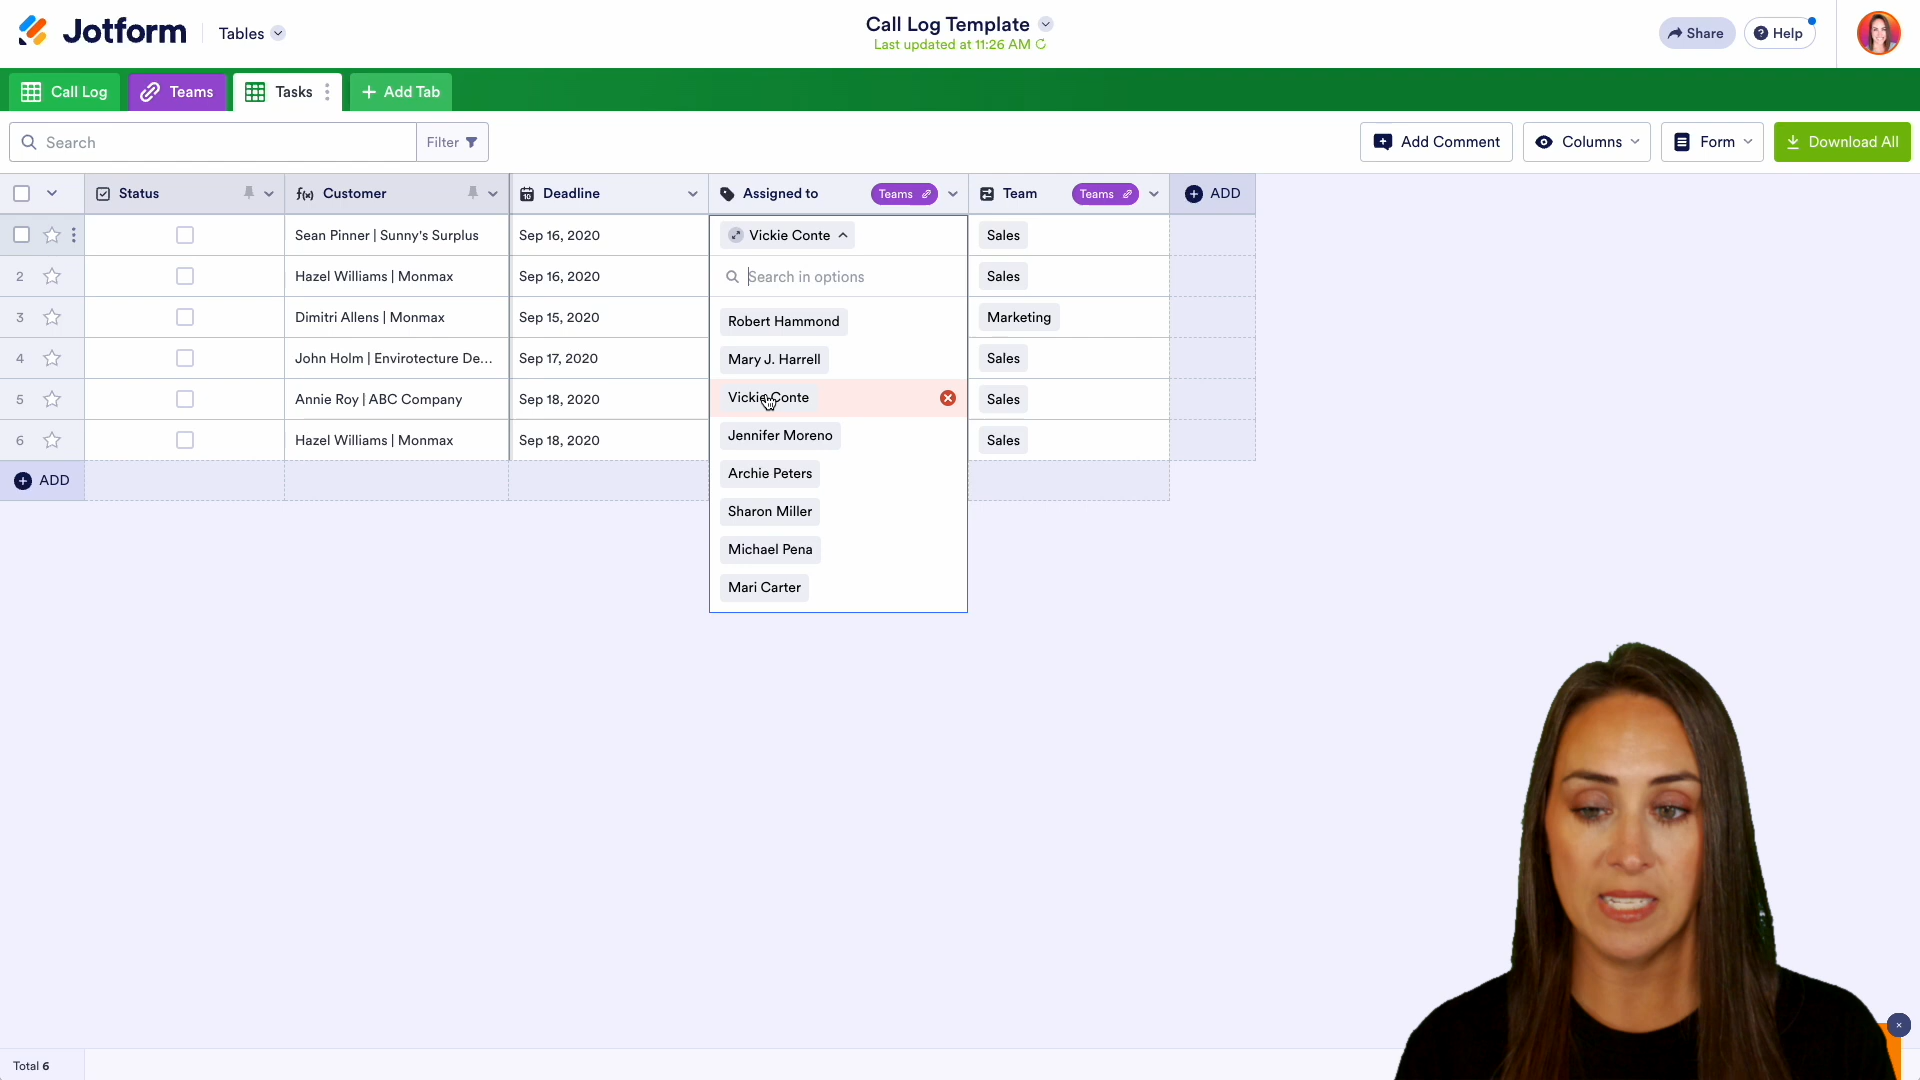 Jotform
Tables
Call Log Template
Last updated at 11:26 AM
Share
Help
Call Log
Teams
Tasks
Add Tab
Search
Filter
Add Comment
Columns
Form
Download All
Status
Customer
Deadline
Assigned to
Teams
Team
Teams
ADD
Sean Pinner | Sunny's Surplus
Sep 16, 2020
Vickie Conte
Sales
2
Hazel Williams | Monmax
Sep 16, 2020
Search in options
Sales
3
Dimitri Allens | Monmax
Sep 15, 2020
Robert Hammond
Marketing
4
John Holm | Envirotecture De...
Sep 17, 2020
Mary J. Harrell
Sales
5
Annie Roy | ABC Company
Sep 18, 2020
Vickie Conte
Sales
6
Hazel Williams | Monmax
Sep 18, 2020
Jennifer Moreno
Sales
ADD
Archie Peters
Sharon Miller
Michael Pena
Mari Carter
Total 6